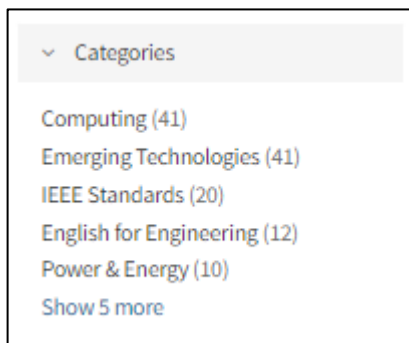 Categories
Computing (41)
Emerging Technologies (41)
IEEE Standards (20)
English for Engineering (12)
Power & Energy (10)
Show 5 more